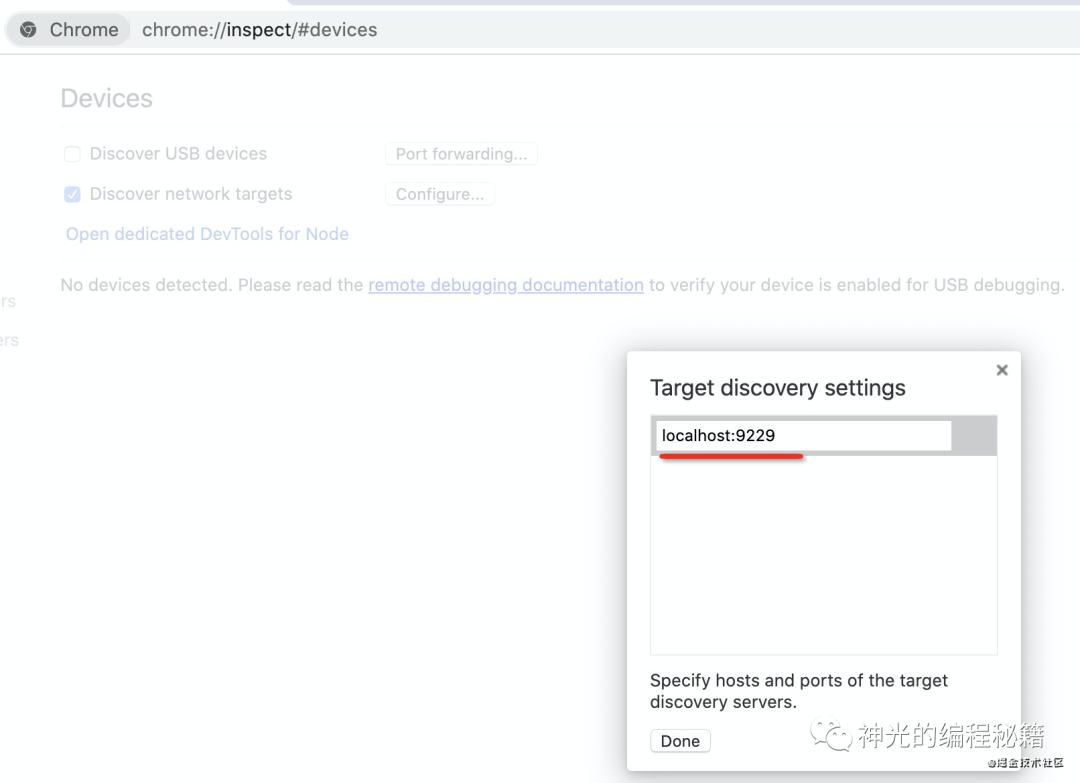 Chrome chrome://inspect/#devices
Devices
Discover USB devices Port forwarding...
Discover network targets Configure...
Open dedicated DevTools for Node
No devices detected. Please read the remote debugging documentation to verify your device is enabled for USB debugging.
rs
ers
Target discovery settings
localhost:9229
Specify hosts and ports of the target
discovery servers.
Done
神光的编程秘籍
@掘金技术社区